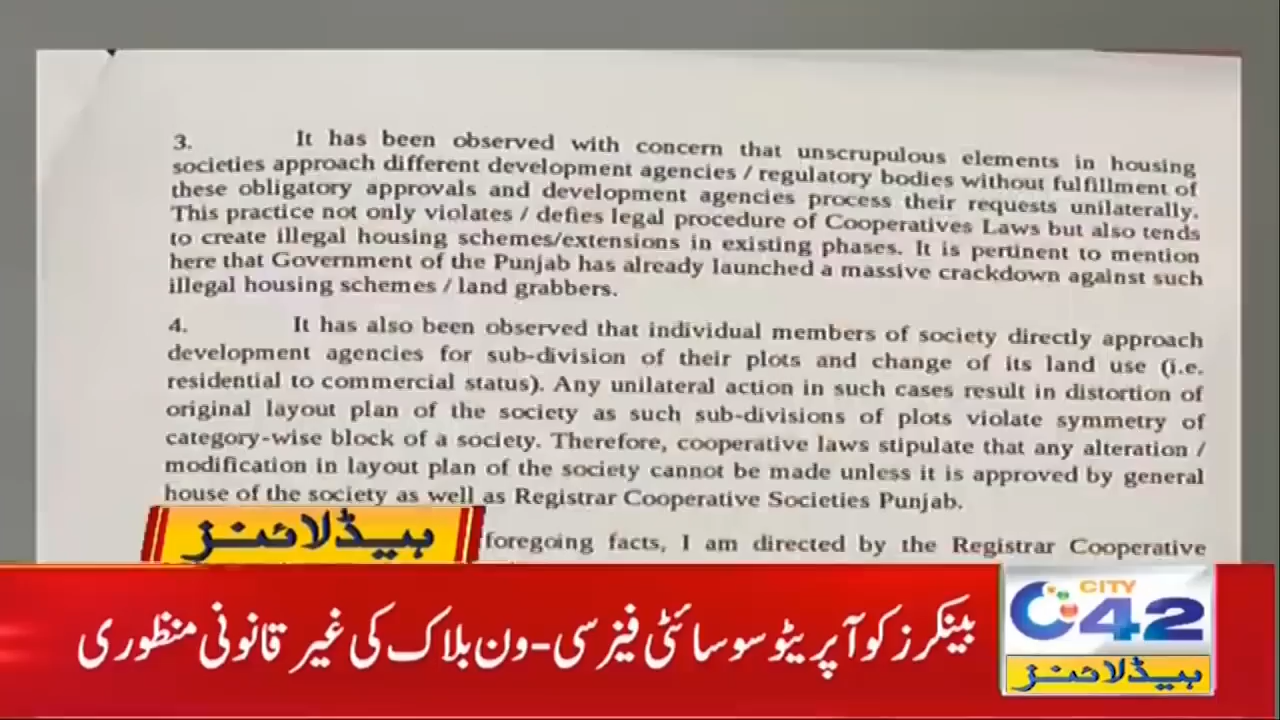 3. It has been observed with concern that unscrupulous elements in housing
societies approach different development agencies / regulatory bodies without fulfillment of
these obligatory approvals and development agencies process their requests unilaterally.
This practice not only violates / defies legal procedure of Cooperatives Laws but also tends
to create illegal housing schemes/extensions in existing phases. It is pertinent to mention
here that Government of the Punjab has already launched a massive crackdown against such
illegal housing schemes / land grabbers.
4. It has also been observed that individual members of society directly approach
development agencies for sub-division of their plots and change of its land use (i.e.
residential to commercial status). Any unilateral action in such cases result in distortion of
original layout plan of the society as such sub-divisions of plots violate symmetry of
category-wise block of a society. Therefore, cooperative laws stipulate that any alteration /
modification in layout plan of the society cannot be made unless it is approved by general
house of the society as well as Registrar Cooperative Societies Punjab.
foregoing facts, I am directed by the Registrar Cooperative
ہیڈلائنز
بینکرز کوآپریٹو سوسائٹی فیز سی-ون بلاک کی غیر قانونی منظوری
CITY
42
ہیڈلائنز